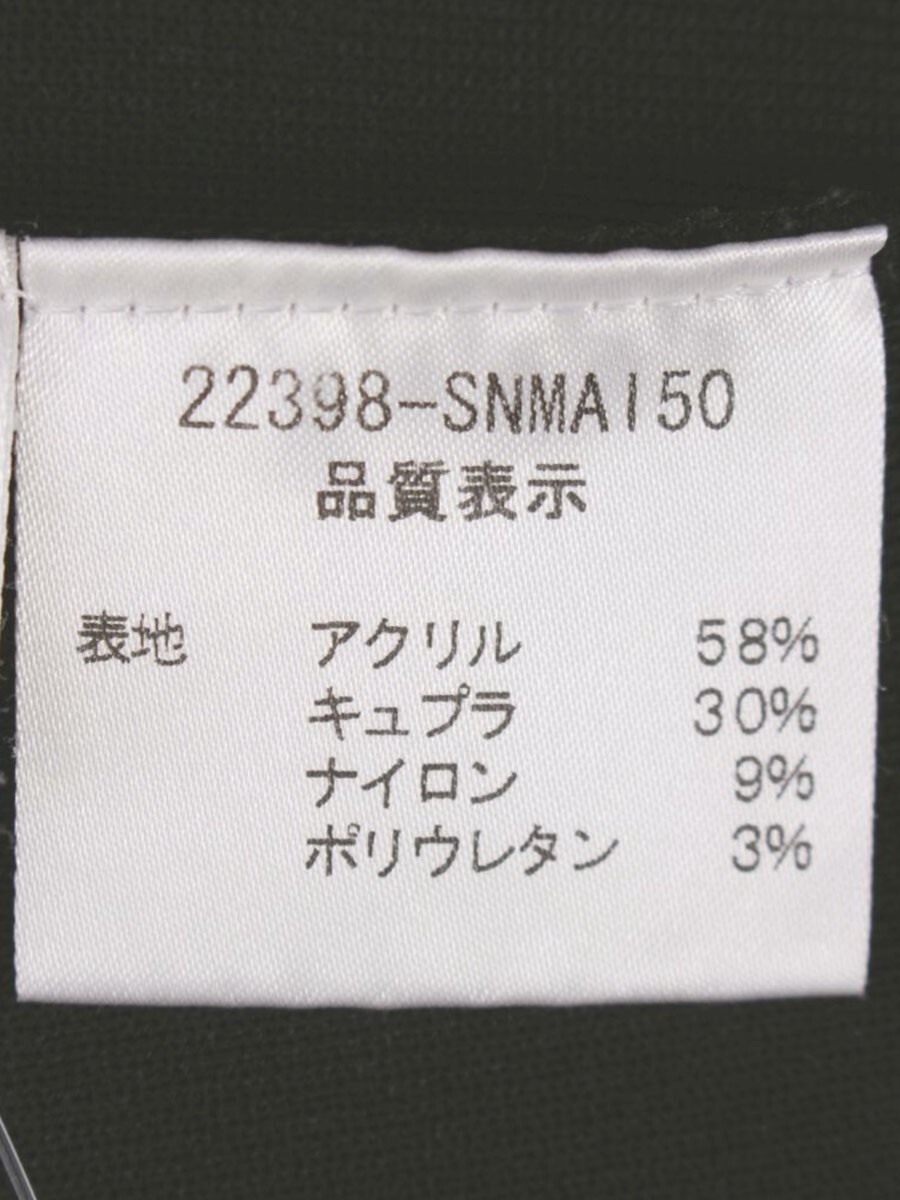 22398-SNMA150
品質表示
表地 アクリル 58%
キュプラ 30%
ナイロン 9%
ポリウレタン 3%